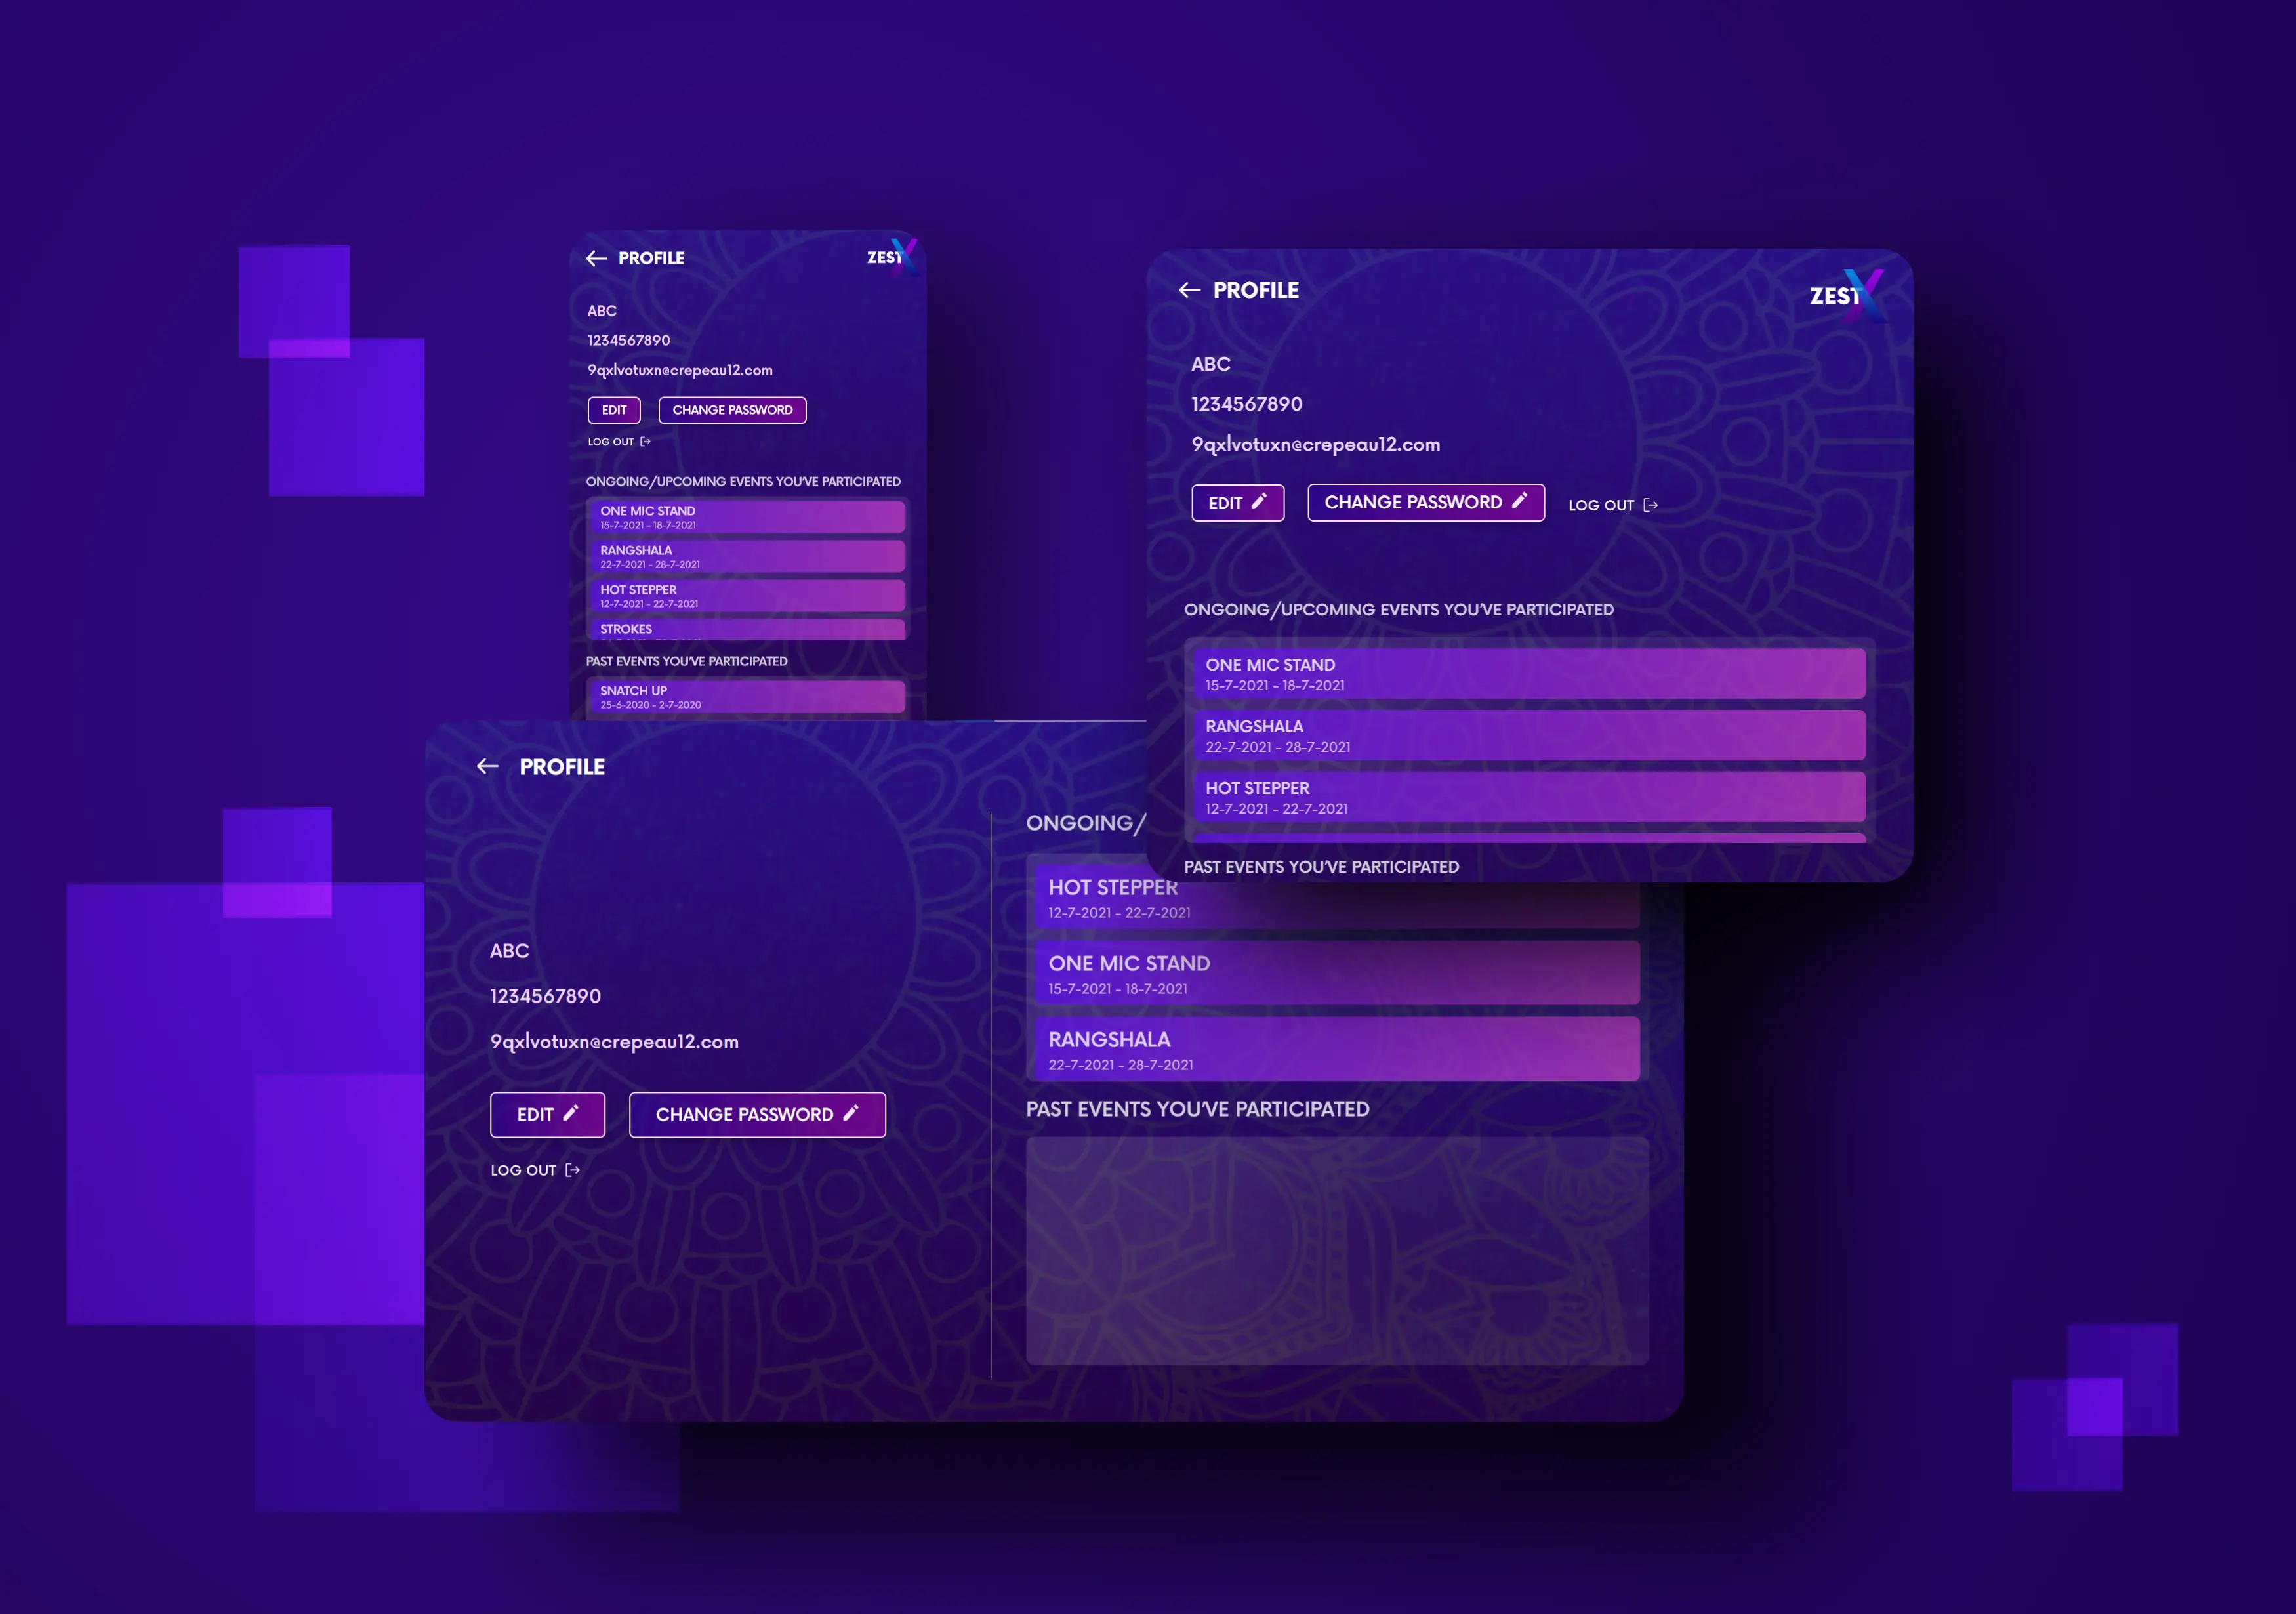 PROFILE
ZEST X
ABC
1234567890
9qxlvotuxn@crepeau12.com
EDIT
CHANGE PASSWORD
LOG OUT
ONGOING/UPCOMING EVENTS YOU'VE PARTICIPATED
ONE MIC STAND
15-7-2021 - 18-7-2021
RANGSHALA
22-7-2021 - 28-7-2021
HOT STEPPER
12-7-2021 - 22-7-2021
STROKES
PAST EVENTS YOU'VE PARTICIPATED
SNATCH UP
25-6-2020 - 2-7-2020
PROFILE
ZEST X
ABC
1234567890
9qxlvotuxn@crepeau12.com
EDIT
CHANGE PASSWORD
LOG OUT
ONGOING/UPCOMING EVENTS YOU'VE PARTICIPATED
ONE MIC STAND
15-7-2021 - 18-7-2021
RANGSHALA
22-7-2021 - 28-7-2021
HOT STEPPER
12-7-2021 - 22-7-2021
PAST EVENTS YOU'VE PARTICIPATED
PROFILE
ABC
1234567890
9qxlvotuxn@crepeau12.com
EDIT
CHANGE PASSWORD
LOG OUT
ONGOING/
HOT STEPPER
12-7-2021 - 22-7-2021
ONE MIC STAND
15-7-2021 - 18-7-2021
RANGSHALA
22-7-2021 - 28-7-2021
PAST EVENTS YOU'VE PARTICIPATED